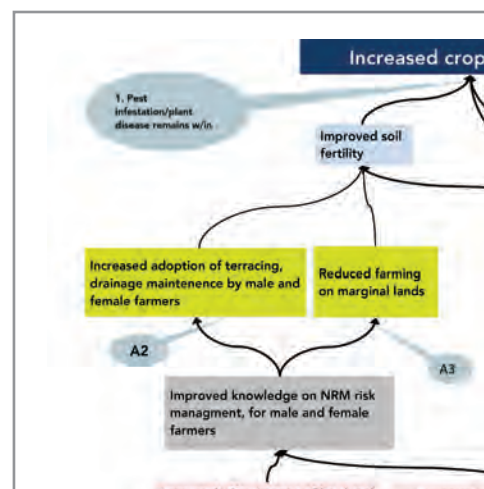 Increased crop
1. Pest
infestation/plant
disease remains w/in
Improved soil
fertility
Increased adoption of terracing,
drainage maintenence by male and
female farmers
Reduced farming
on marginal lands
A2
A3
Improved knowledge on NRM risk
managment, for male and female
farmers